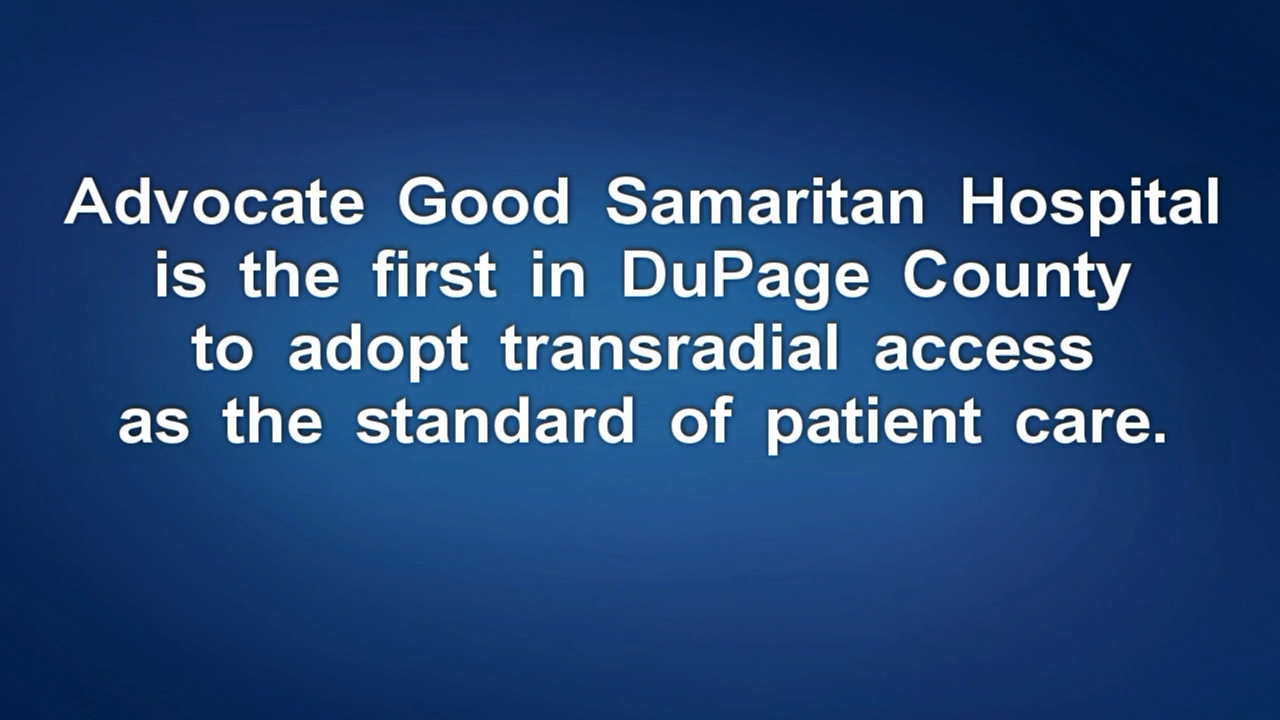 Advocate Good Samaritan Hospital
is the first in DuPage County
to adopt transradial access
as the standard of patient care.